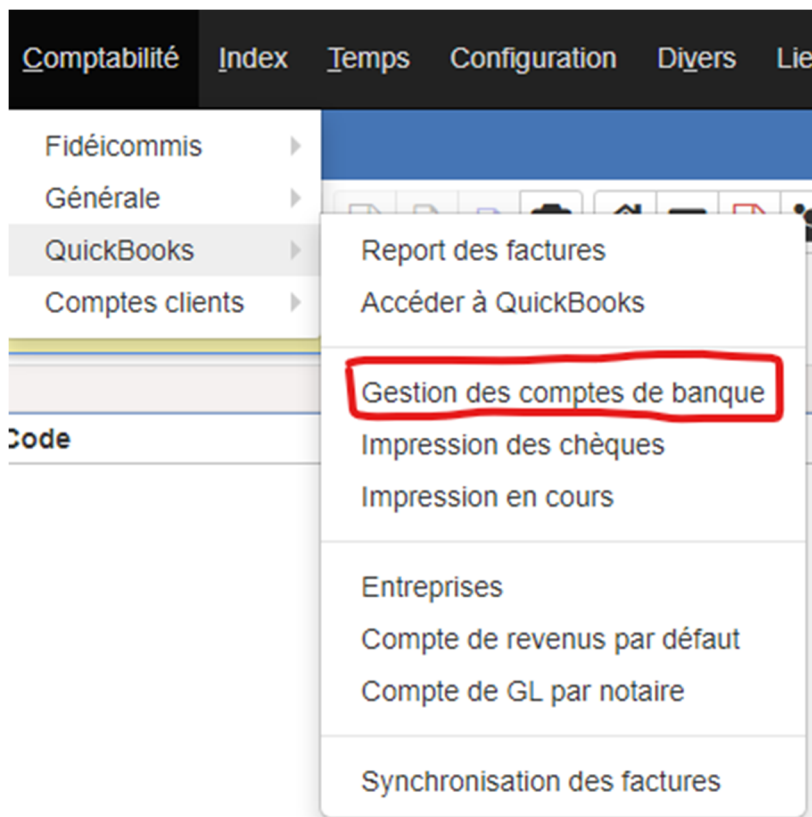 Comptabilité Index Temps Configuration Divers Lie
Fidéicommis
Générale
QuickBooks
Comptes clients
Code
Report des factures
Accéder à QuickBooks
Gestion des comptes de banque
Impression des chèques
Impression en cours
Entreprises
Compte de revenus par défaut
Compte de GL par notaire
Synchronisation des factures